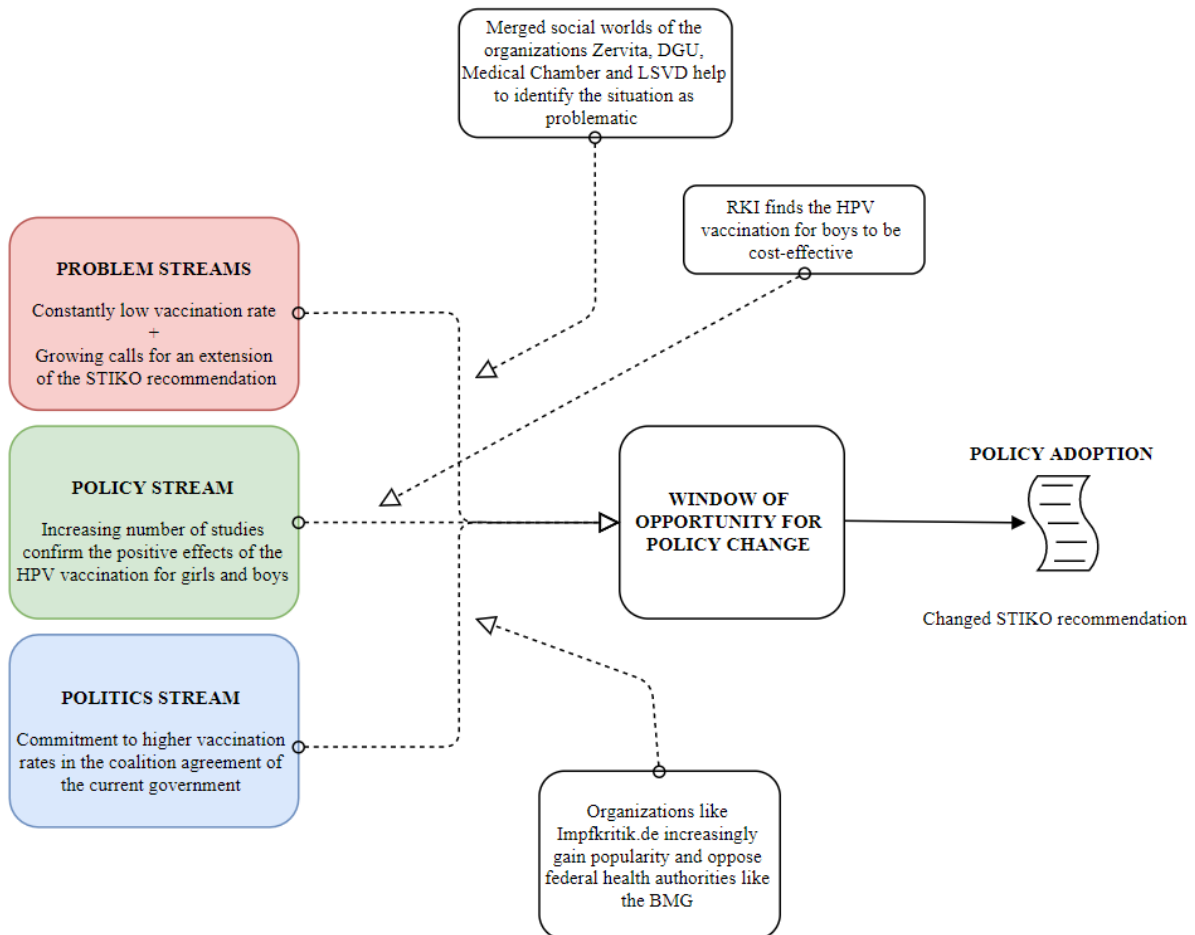 Merged social worlds of the
organizations Zervita, DGU,
Medical Chamber and LSVD help
to identify the situation as
problematic
RKI finds the HPV
vaccination for boys to be
cost-effective
PROBLEM STREAMS
Constantly low vaccination rate
+
Growing calls for an extension
of the STIKO recommendation
POLICY STREAM
Increasing number of studies
confirm the positive effects of the
HPV vaccination for girls and boys
WINDOW OF
OPPORTUNITY FOR
POLICY CHANGE
POLICY ADOPTION
Changed STIKO recommendation
POLITICS STREAM
Commitment to higher vaccination
rates in the coalition agreement of
the current government
Organizations like
Impfkritik.de increasingly
gain popularity and oppose
federal health authorities like
the BMG